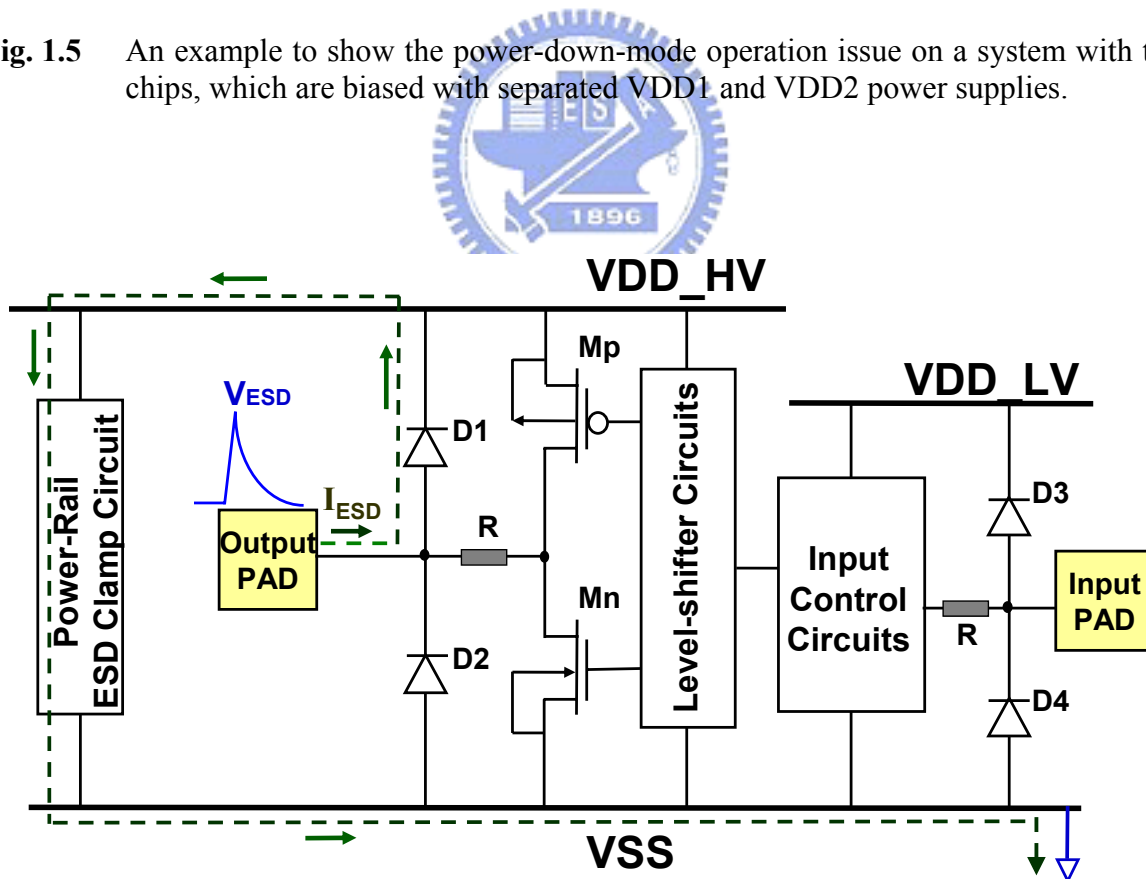 ig. 1.5 An example to show the power-down-mode operation issue on a system with t
chips, which are biased with separated VDD1 and VDD2 power supplies.
E S A
1896
VDD_HV
Mp
VDD_LV
VESD
D1
Power-Rail
ESD Clamp Circuit
IESD
Output
PAD
R
Level-shifter Circuits
D3
Input
Control
Circuits
R
Input
PAD
Mn
D2
D4
VSS